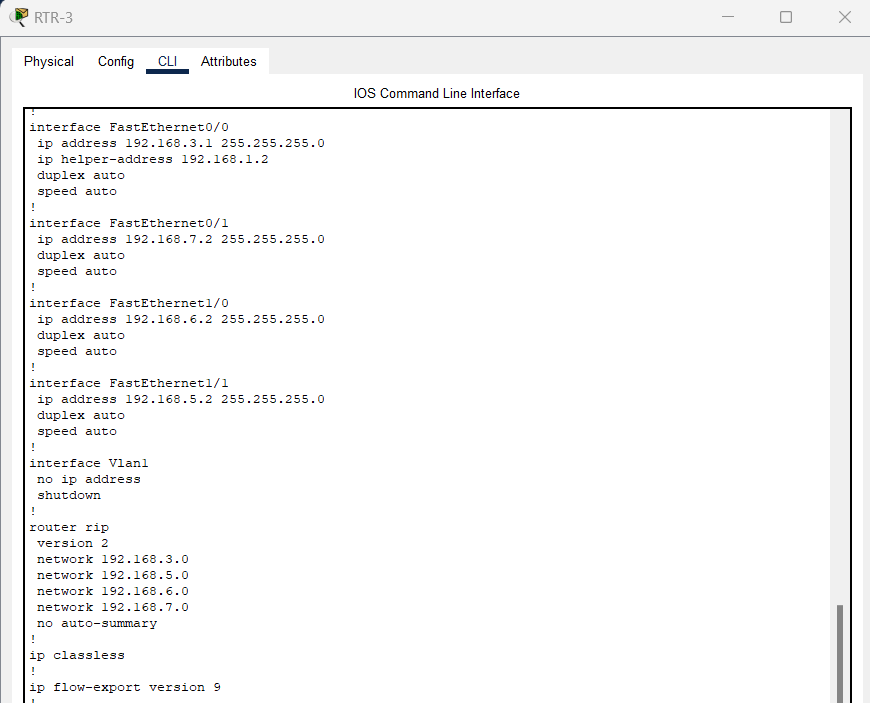 RTR-3
Physical Config CLI Attributes
IOS Command Line Interface
!
interface FastEthernet0/0
 ip address 192.168.3.1 255.255.255.0
 ip helper-address 192.168.1.2
 duplex auto
 speed auto
!
interface FastEthernet0/1
 ip address 192.168.7.2 255.255.255.0
 duplex auto
 speed auto
!
interface FastEthernet1/0
 ip address 192.168.6.2 255.255.255.0
 duplex auto
 speed auto
!
interface FastEthernet1/1
 ip address 192.168.5.2 255.255.255.0
 duplex auto
 speed auto
!
interface Vlan1
 no ip address
 shutdown
!
router rip
 version 2
 network 192.168.3.0
 network 192.168.5.0
 network 192.168.6.0
 network 192.168.7.0
 no auto-summary
!
ip classless
!
ip flow-export version 9
!